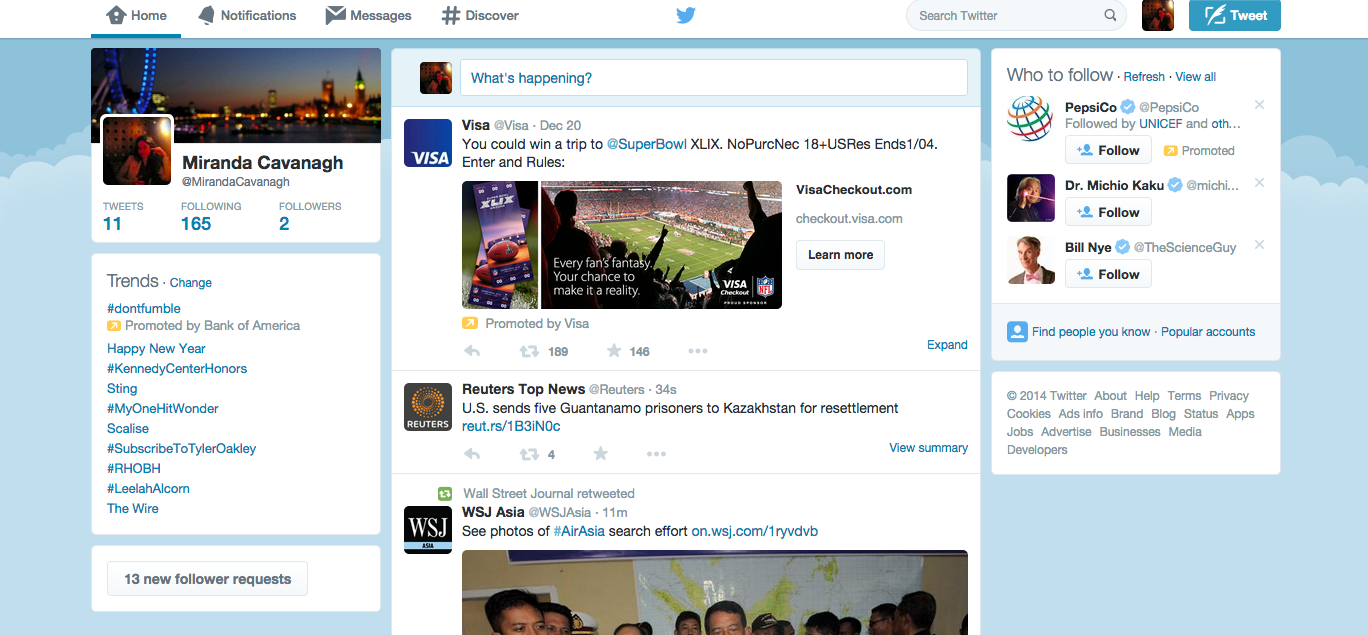 Home
Notifications
Messages
Discover
Search Twitter
Tweet
Miranda Cavanagh
@MirandaCavanagh
TWEETS
FOLLOWING
FOLLOWERS
11
165
2
Trends · Change
#dontfumble
Promoted by Bank of America
Happy New Year
#KennedyCenterHonors
Sting
#MyOneHitWonder
Scalise
#SubscribeToTylerOakley
#RHOBH
#LeelahAlcorn
The Wire
13 new follower requests
What's happening?
Visa @Visa · Dec 20
You could win a trip to @SuperBowl XLIX. NoPurcNec 18+USRes Ends1/04.
Enter and Rules:
VISA
XLIX
Every fan's fantasy.
Your chance to
make it a reality.
VISA
Checkout
NFL
PROUD SPONSOR
VisaCheckout.com
checkout.visa.com
Learn more
Promoted by Visa
189
146
Expand
Reuters Top News @Reuters · 34s
U.S. sends five Guantanamo prisoners to Kazakhstan for resettlement
reut.rs/1B3iN0c
REUTERS
4
View summary
Wall Street Journal retweeted
WSJ Asia @WSJAsia · 11m
See photos of #AirAsia search effort on.wsj.com/1ryvdvb
WSJ
ASIA
Who to follow · Refresh · View all
PepsiCo @PepsiCo
Followed by UNICEF and oth...
Follow
Promoted
Dr. Michio Kaku @michi...
Follow
Bill Nye @TheScienceGuy
Follow
Find people you know · Popular accounts
© 2014 Twitter About Help Terms Privacy
Cookies Ads info Brand Blog Status Apps
Jobs Advertise Businesses Media
Developers